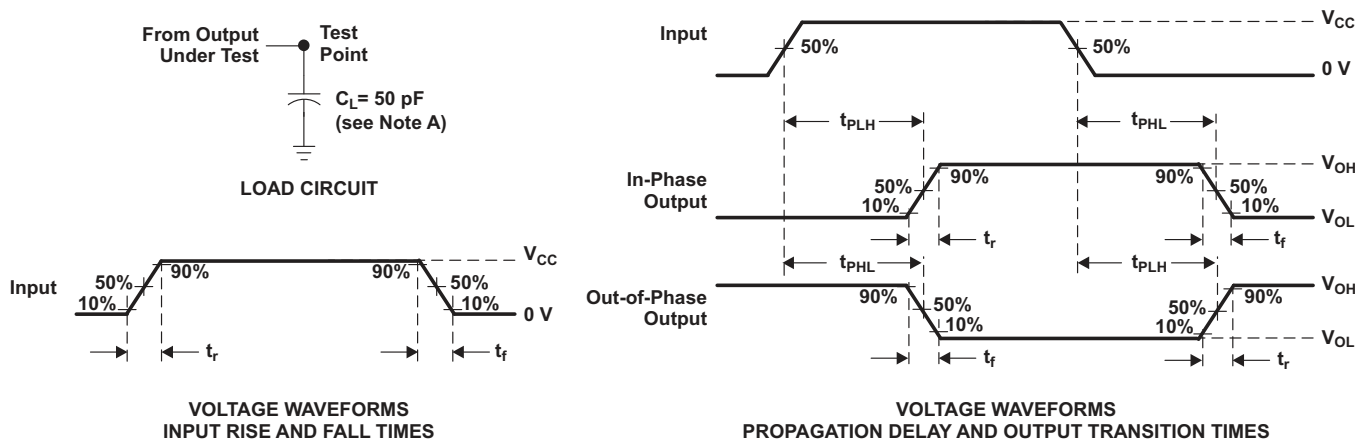 From Output
Under Test
Test
Point
C_L= 50 pF
(see Note A)
LOAD CIRCUIT
Input
10%
50%
90%
90%
50%
10%
V_CC
0 V
t_r
t_f
VOLTAGE WAVEFORMS
INPUT RISE AND FALL TIMES
Input
50%
50%
V_CC
0 V
t_PLH
t_PHL
In-Phase
Output
50%
10%
90%
90%
50%
10%
V_OH
V_OL
t_r
t_f
t_PHL
t_PLH
Out-of-Phase
Output
90%
50%
10%
50%
10%
90%
V_OH
V_OL
t_f
t_r
VOLTAGE WAVEFORMS
PROPAGATION DELAY AND OUTPUT TRANSITION TIMES